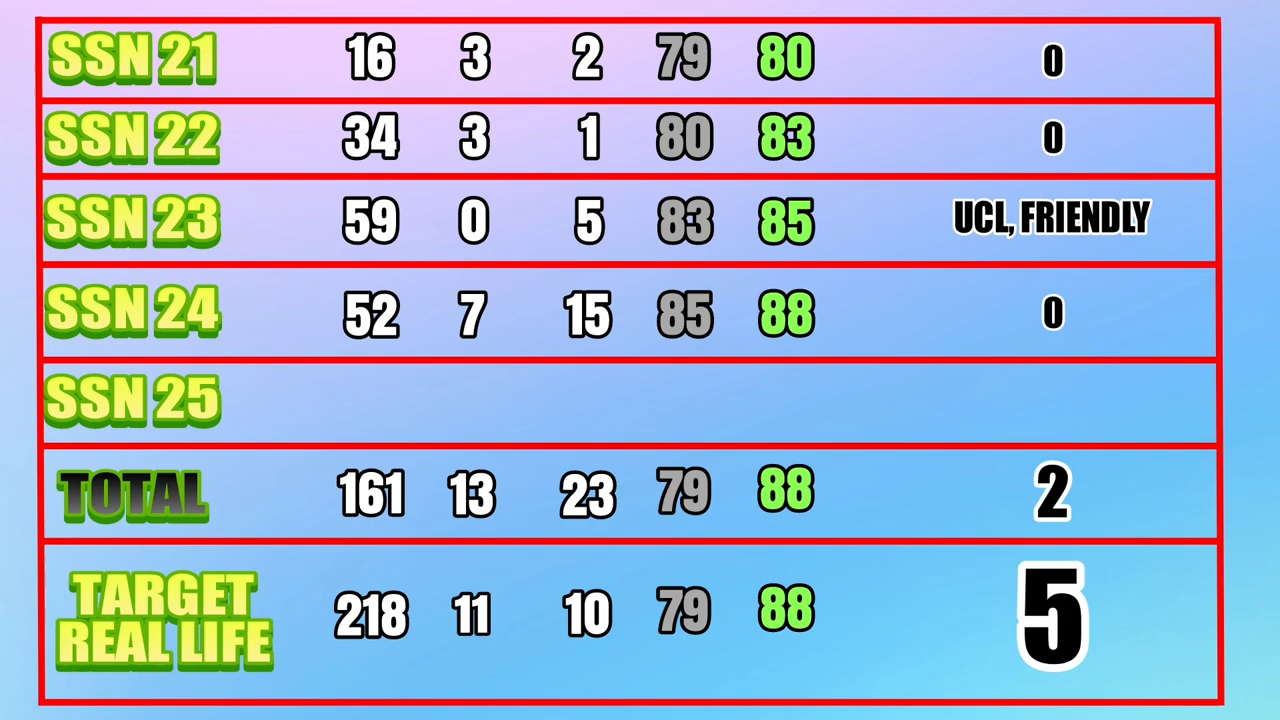 SSN 21 16 3 2 79 80 0
SSN 22 34 3 1 80 83 0
SSN 23 59 0 5 83 85 UCL, FRIENDLY
SSN 24 52 7 15 85 88 0
SSN 25
TOTAL 161 13 23 79 88 2
TARGET
REAL LIFE 218 11 10 79 88 5